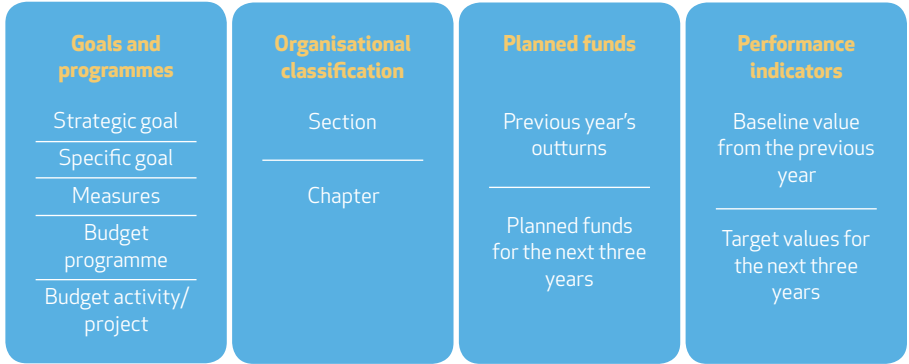 Goals and
programmes
Strategic goal
Specific goal
Measures
Budget
programme
Budget activity/
project
Organisational
classification
Section
Chapter
Planned funds
Previous year's
outturns
Planned funds
for the next three
years
Performance
indicators
Baseline value
from the previous
year
Target values for
the next three
years